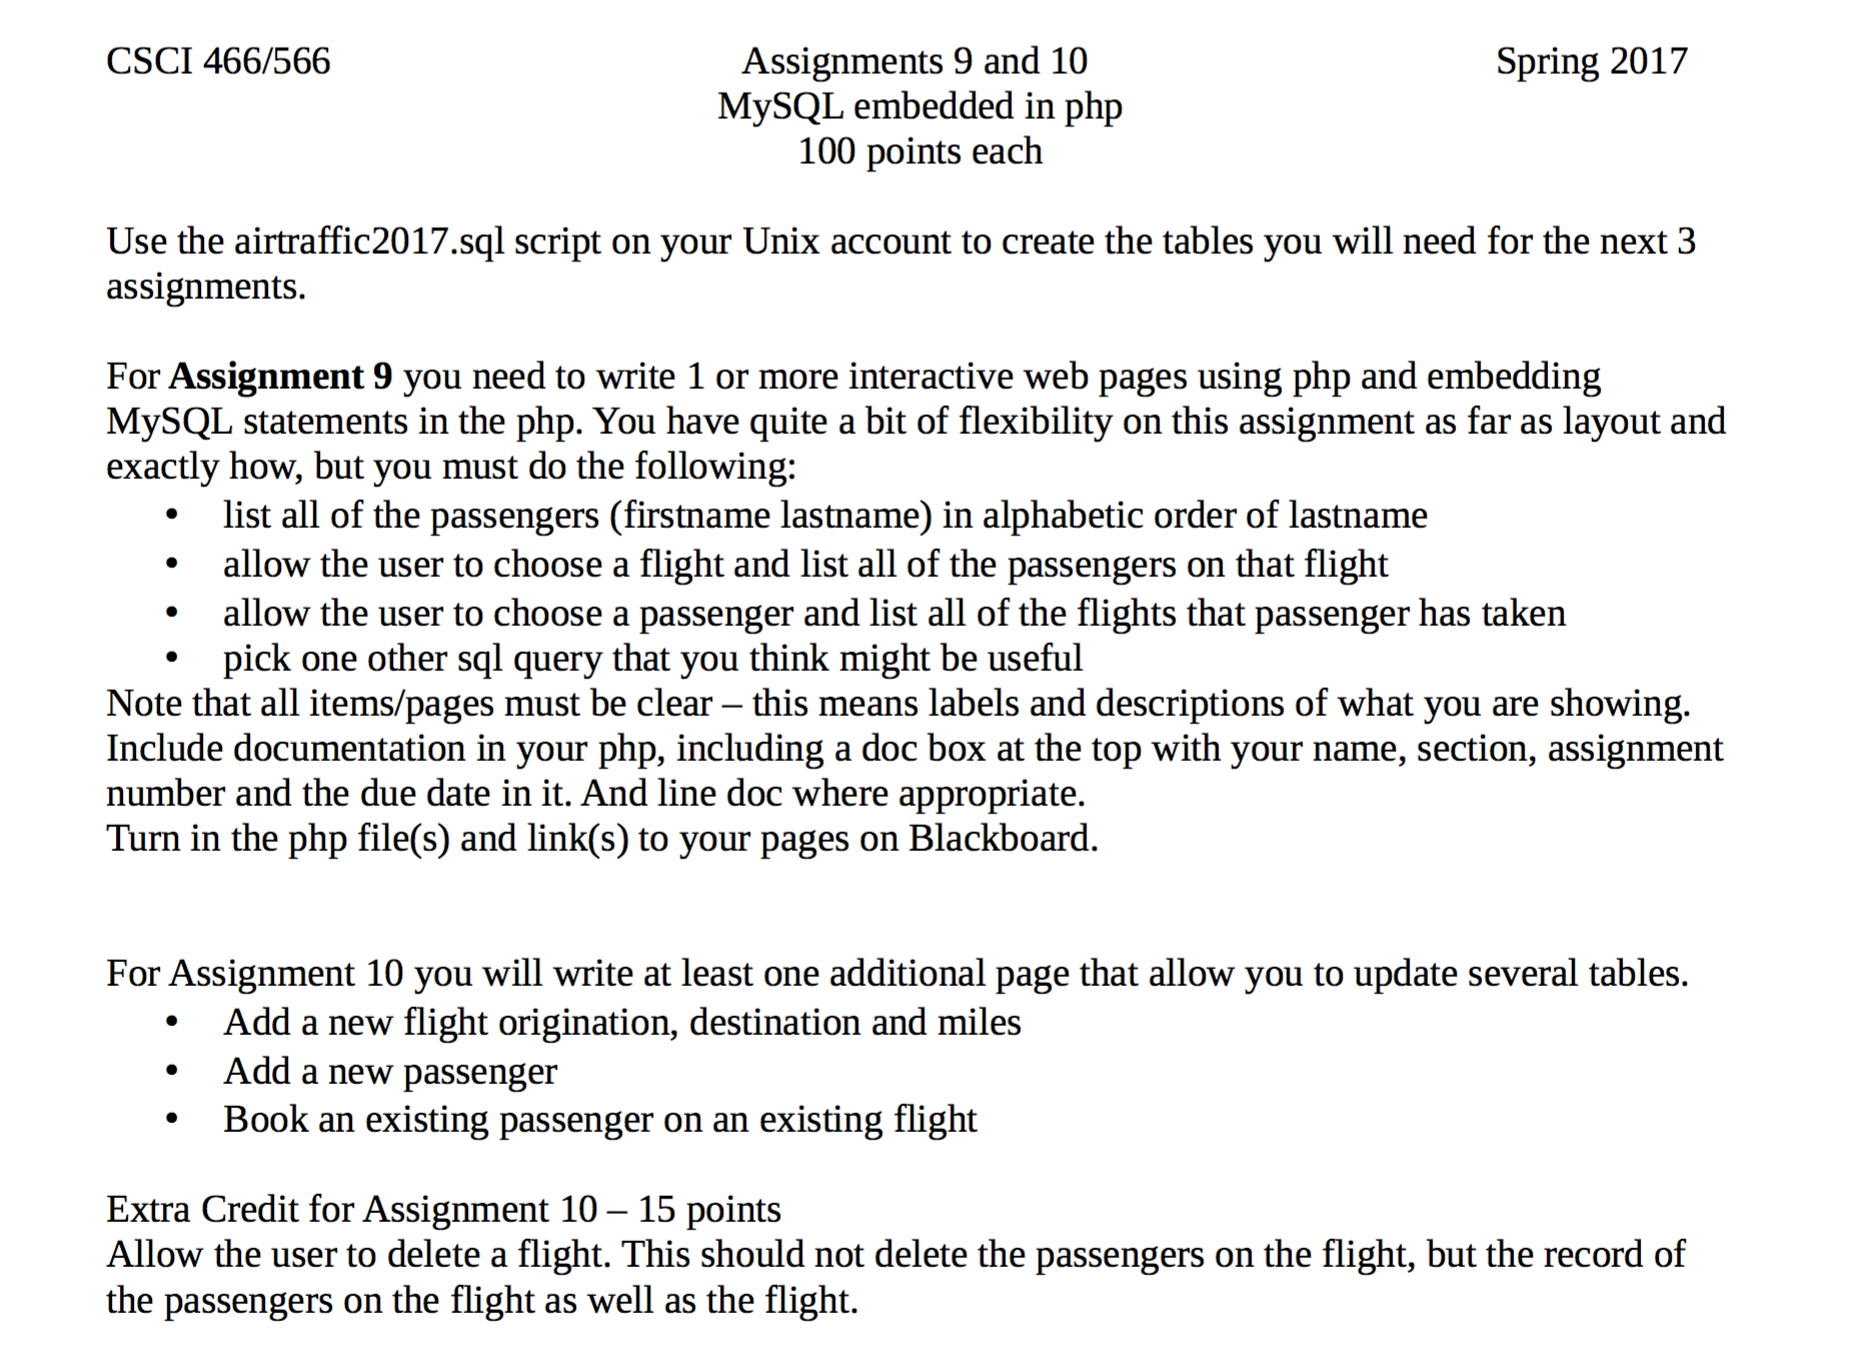 CSCI 466/566 Assignments 9 and 10 Spring 2017
MySQL embedded in php
100 points each
Use the airtraffic2017.sql script on your Unix account to create the tables you will need for the next 3
assignments.
For Assignment 9 you need to write 1 or more interactive web pages using php and embedding
MySQL statements in the php. You have quite a bit of flexibility on this assignment as far as layout and
exactly how, but you must do the following:
• list all of the passengers (firstname lastname) in alphabetic order of lastname
• allow the user to choose a flight and list all of the passengers on that flight
• allow the user to choose a passenger and list all of the flights that passenger has taken
• pick one other sql query that you think might be useful
Note that all items/pages must be clear – this means labels and descriptions of what you are showing.
Include documentation in your php, including a doc box at the top with your name, section, assignment
number and the due date in it. And line doc where appropriate.
Turn in the php file(s) and link(s) to your pages on Blackboard.
For Assignment 10 you will write at least one additional page that allow you to update several tables.
• Add a new flight origination, destination and miles
• Add a new passenger
• Book an existing passenger on an existing flight
Extra Credit for Assignment 10 – 15 points
Allow the user to delete a flight. This should not delete the passengers on the flight, but the record of
the passengers on the flight as well as the flight.